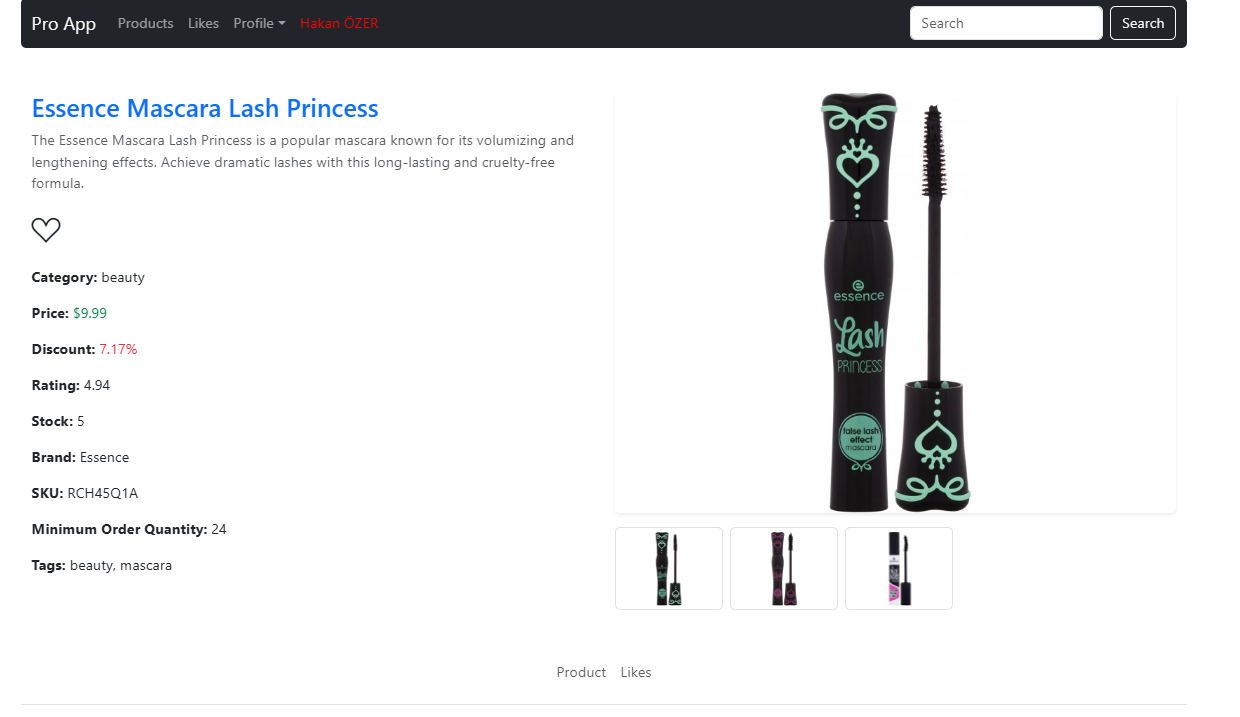 Pro App Products Likes Profile Hakan ÖZER Search Search
Essence Mascara Lash Princess
The Essence Mascara Lash Princess is a popular mascara known for its volumizing and
lengthening effects. Achieve dramatic lashes with this long-lasting and cruelty-free
formula.
Category: beauty
Price: $9.99
Discount: 7.17%
Rating: 4.94
Stock: 5
Brand: Essence
SKU: RCH45Q1A
Minimum Order Quantity: 24
Tags: beauty, mascara
essence
Lash
PRINCESS
false lash
effect
mascara
Product Likes